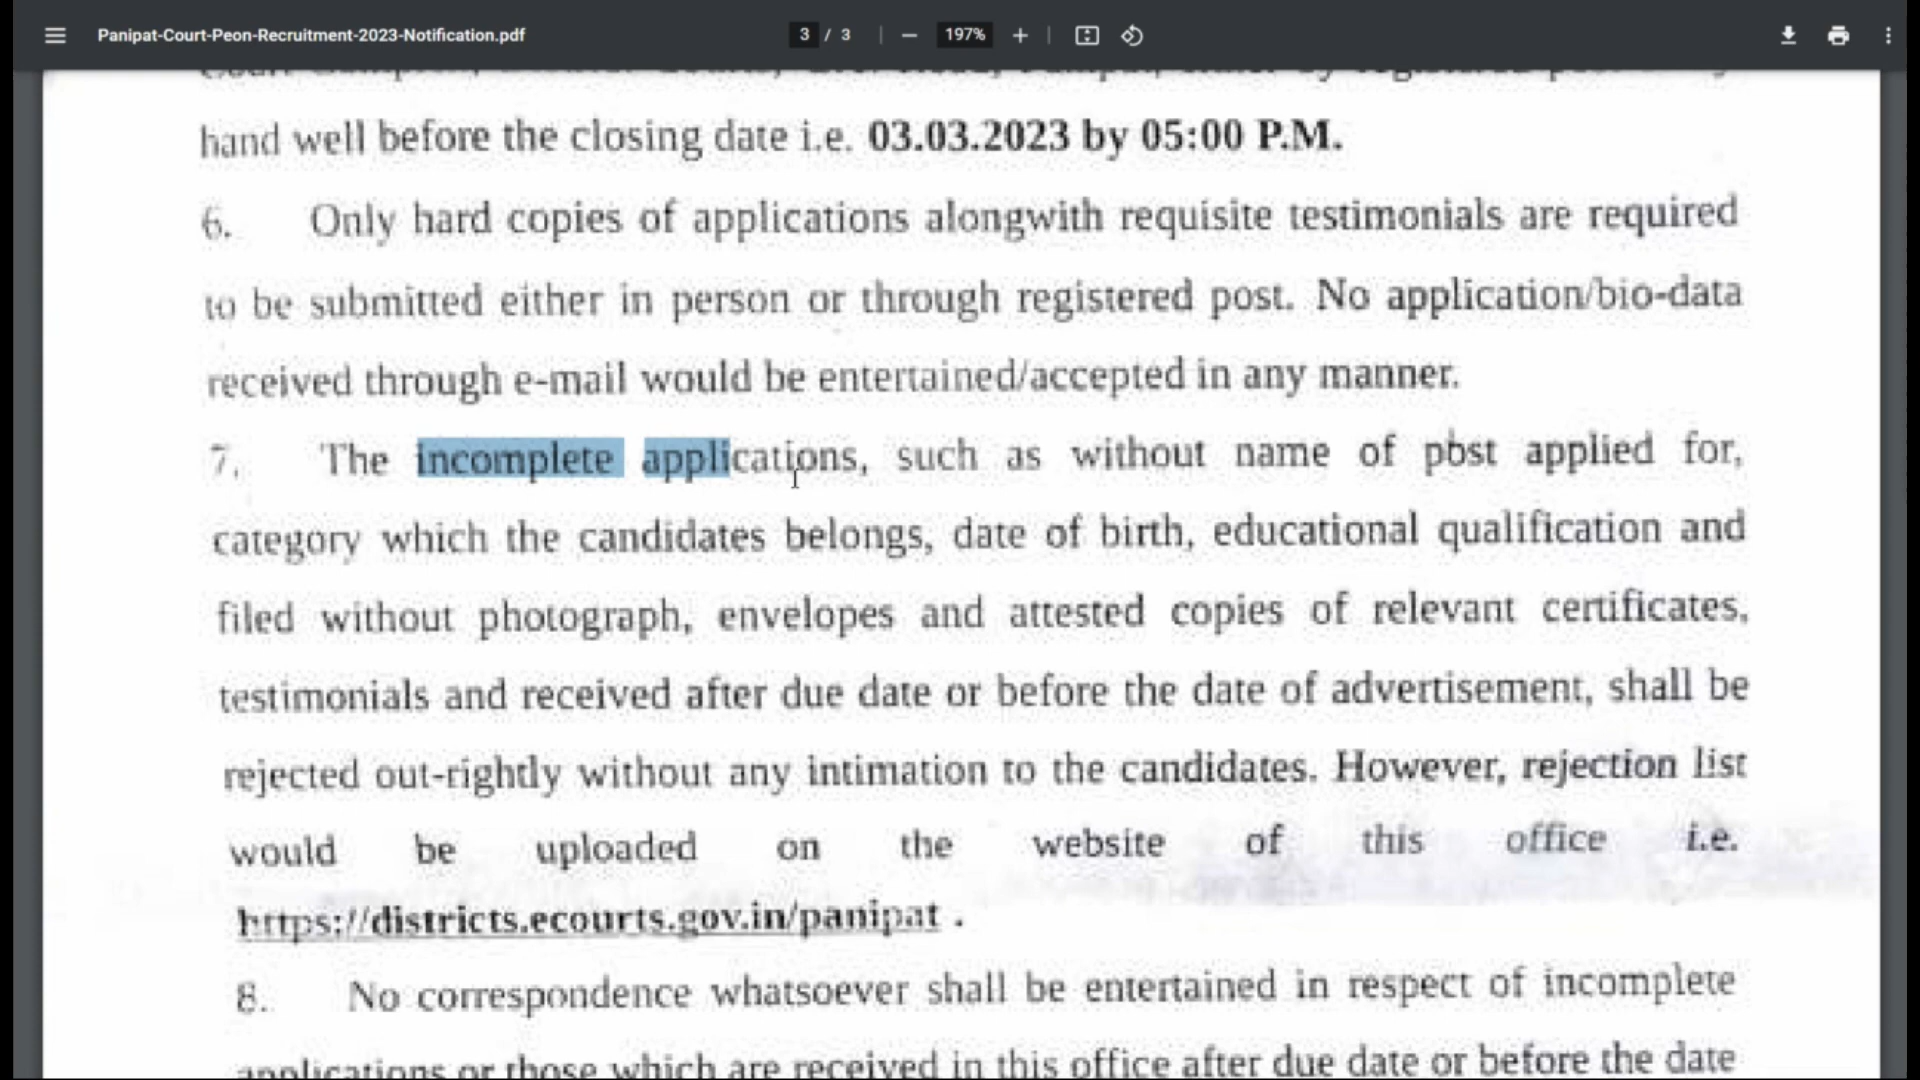 Panipat-Court-Peon-Recruitment-2023-Notification.pdf
3 / 3
197%
hand well before the closing date i.e. 03.03.2023 by 05:00 P.M.
6. Only hard copies of applications alongwith requisite testimonials are required
to be submitted either in person or through registered post. No application/bio-data
received through e-mail would be entertained/accepted in any manner.
7. The incomplete applications, such as without name of post applied for,
category which the candidates belongs, date of birth, educational qualification and
filed without photograph, envelopes and attested copies of relevant certificates,
testimonials and received after due date or before the date of advertisement, shall be
rejected out-rightly without any intimation to the candidates. However, rejection list
would be uploaded on the website of this office i.e.
https://districts.ecourts.gov.in/panipat .
8. No correspondence whatsoever shall be entertained in respect of incomplete
applications or those which are received in this office after due date or before the date